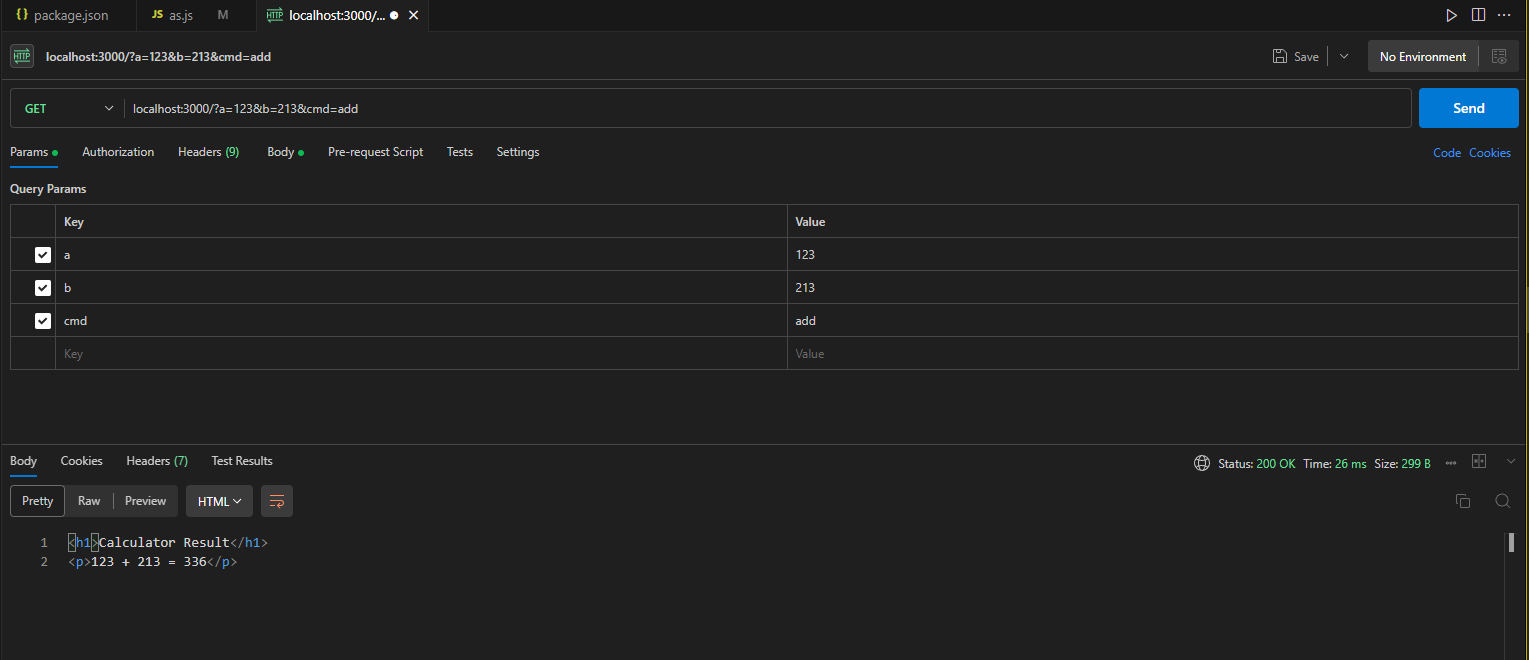 {} package.json JS as.js M HTTP localhost:3000/...
HTTP localhost:3000/?a=123&b=213&cmd=add Save No Environment
GET localhost:3000/?a=123&b=213&cmd=add Send
Params Authorization Headers (9) Body Pre-request Script Tests Settings Code Cookies
Query Params
Key Value
a 123
b 213
cmd add
Key Value
Body Cookies Headers (7) Test Results Status: 200 OK Time: 26 ms Size: 299 B
Pretty Raw Preview HTML
1 <h1>Calculator Result</h1>
2 <p>123 + 213 = 336</p>